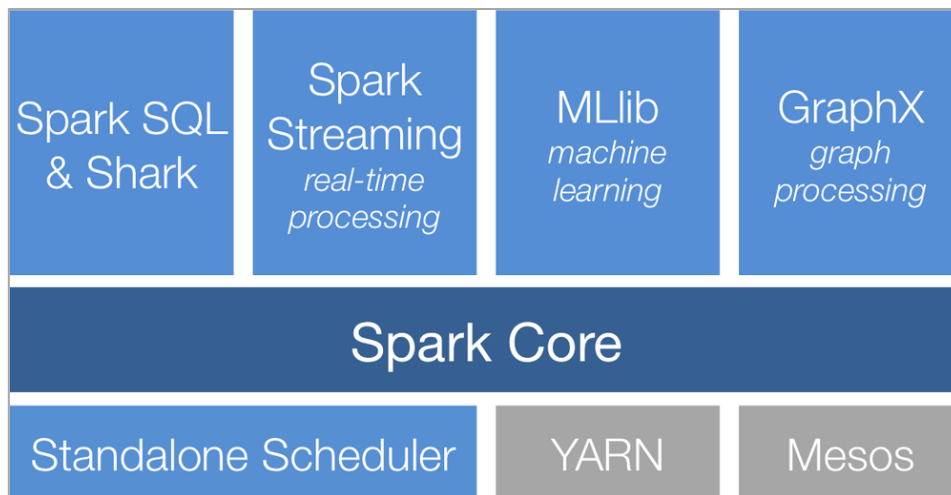 Spark SQL
& Shark
Spark
Streaming
real-time
processing
MLlib
machine
learning
GraphX
graph
processing
Spark Core
Standalone Scheduler
YARN
Mesos